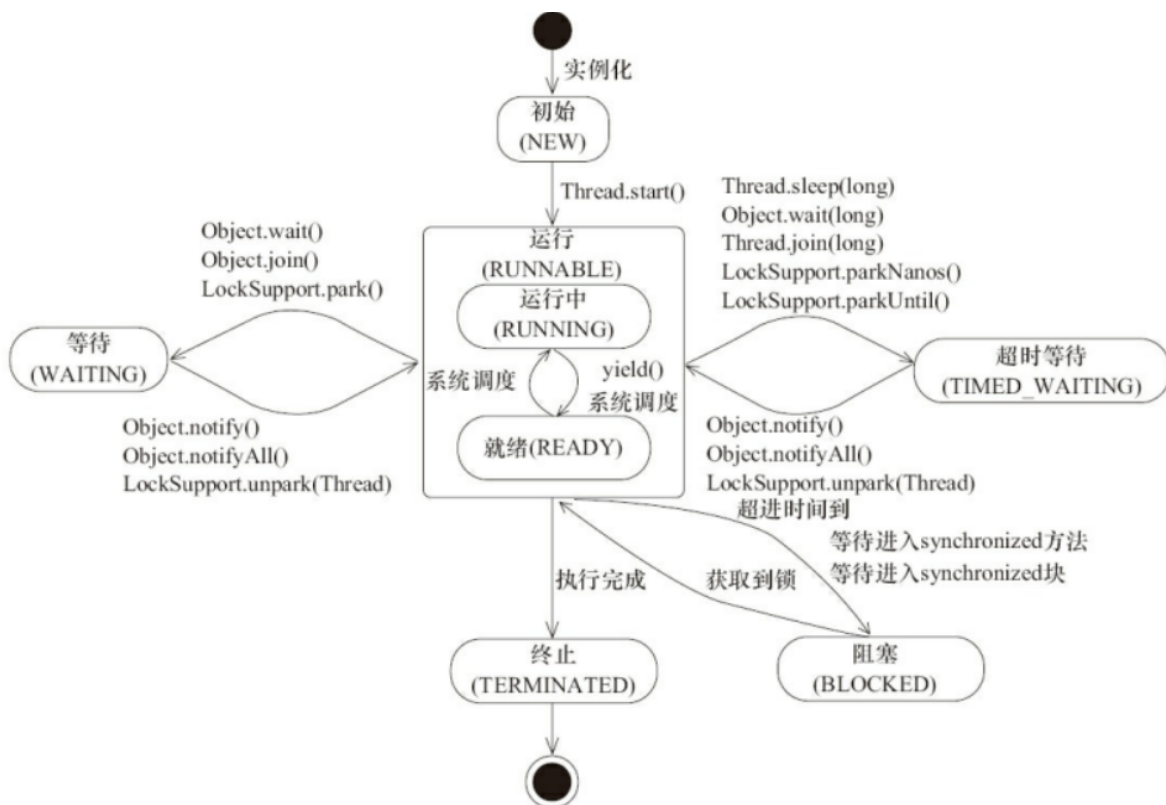 实例化
初始
(NEW)
Thread.start()
Thread.sleep(long)
Object.wait(long)
Thread.join(long)
LockSupport.parkNanos()
LockSupport.parkUntil()
Object.wait()
Object.join()
LockSupport.park()
运行
(RUNNABLE)
运行中
(RUNNING)
等待
(WAITING)
超时等待
(TIMED_WAITING)
系统调度
yield()
系统调度
就绪(READY)
Object.notify()
Object.notifyAll()
LockSupport.unpark(Thread)
Object.notify()
Object.notifyAll()
LockSupport.unpark(Thread)
超进时间到
等待进入synchronized方法
等待进入synchronized块
执行完成
获取到锁
终止
(TERMINATED)
阻塞
(BLOCKED)